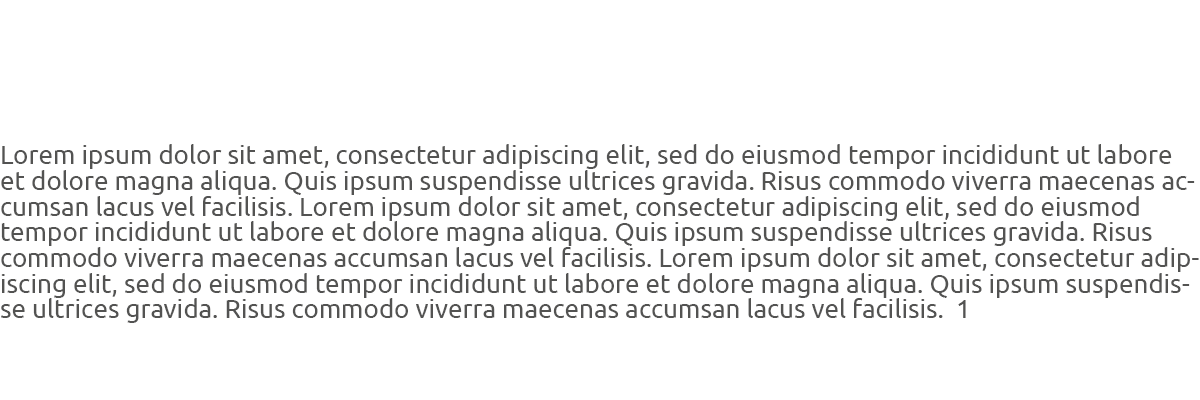 Lorem ipsum dolor sit amet, consectetur adipiscing elit, sed do eiusmod tempor incididunt ut labore
et dolore magna aliqua. Quis ipsum suspendisse ultrices gravida. Risus commodo viverra maecenas ac-
cumsan lacus vel facilisis. Lorem ipsum dolor sit amet, consectetur adipiscing elit, sed do eiusmod
tempor incididunt ut labore et dolore magna aliqua. Quis ipsum suspendisse ultrices gravida. Risus
commodo viverra maecenas accumsan lacus vel facilisis. Lorem ipsum dolor sit amet, consectetur adip-
iscing elit, sed do eiusmod tempor incididunt ut labore et dolore magna aliqua. Quis ipsum suspendis-
se ultrices gravida. Risus commodo viverra maecenas accumsan lacus vel facilisis.  1